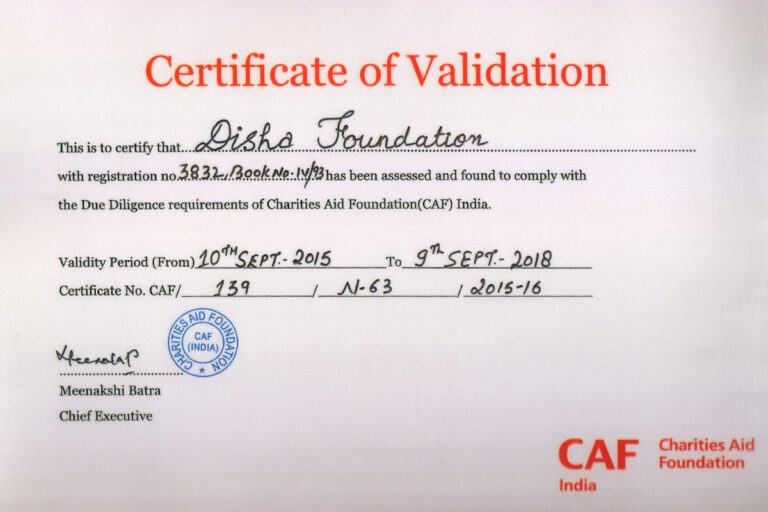 Certificate of Validation
This is to certify that Disha Foundation
with registration no. 3832, Book No. IV/93 has been assessed and found to comply with
the Due Diligence requirements of Charities Aid Foundation(CAF) India.
Validity Period (From) 10TH SEPT.- 2015 To 9Th SEPT.- 2018
Certificate No. CAF/ 139 / N-63 / 2015-16
CHARITIES AID FOUNDATION
CAF
(INDIA)
Meenakshi Batra
Chief Executive
CAF Charities Aid
Foundation
India